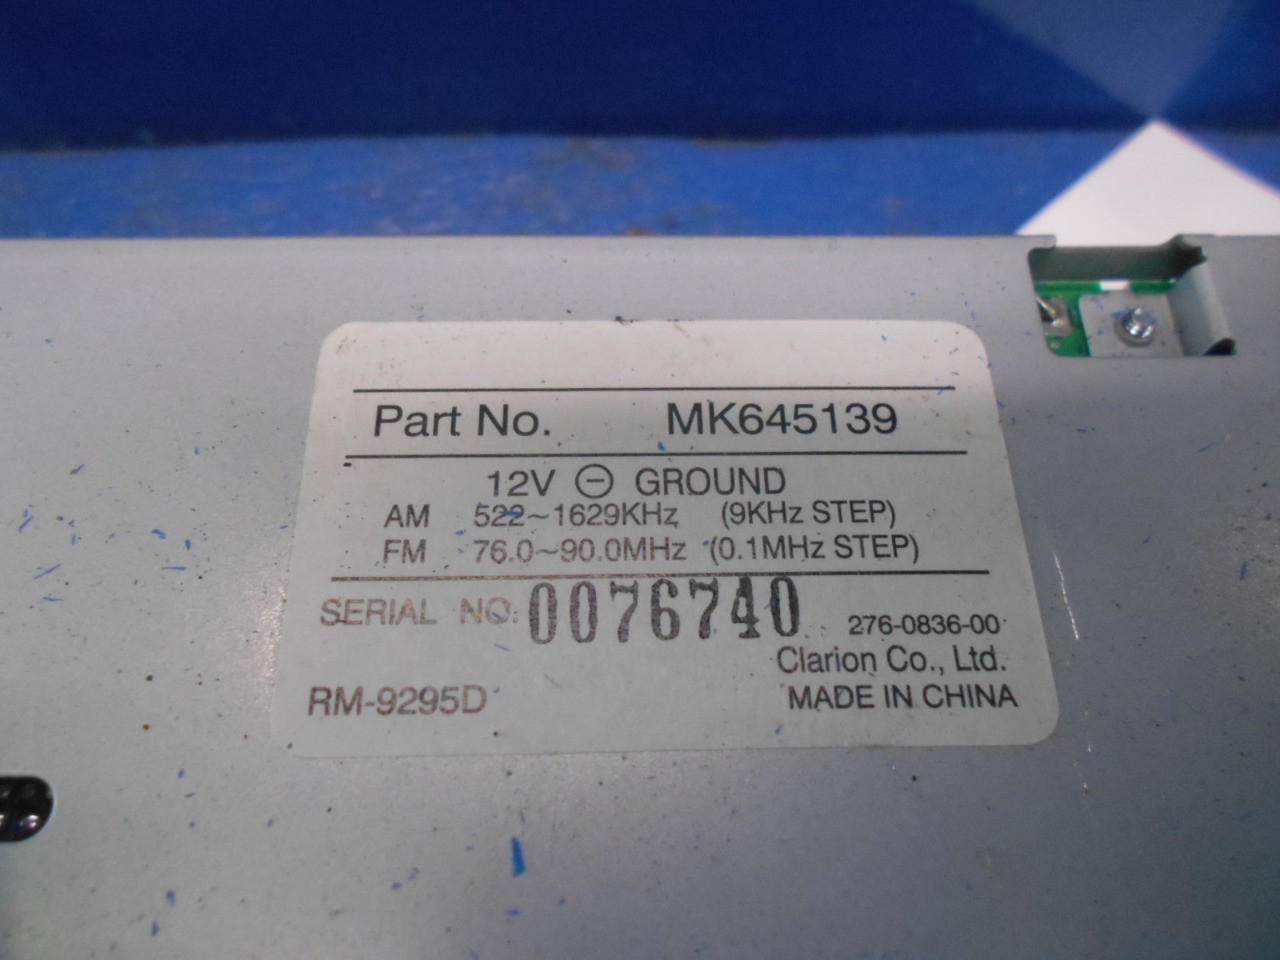 Part No. MK645139
12V ⊖ GROUND
AM 522~1629KHz (9KHz STEP)
FM 76.0~90.0MHz (0.1MHz STEP)
SERIAL NO. 0076740 276-0836-00
Clarion Co., Ltd.
RM-9295D MADE IN CHINA